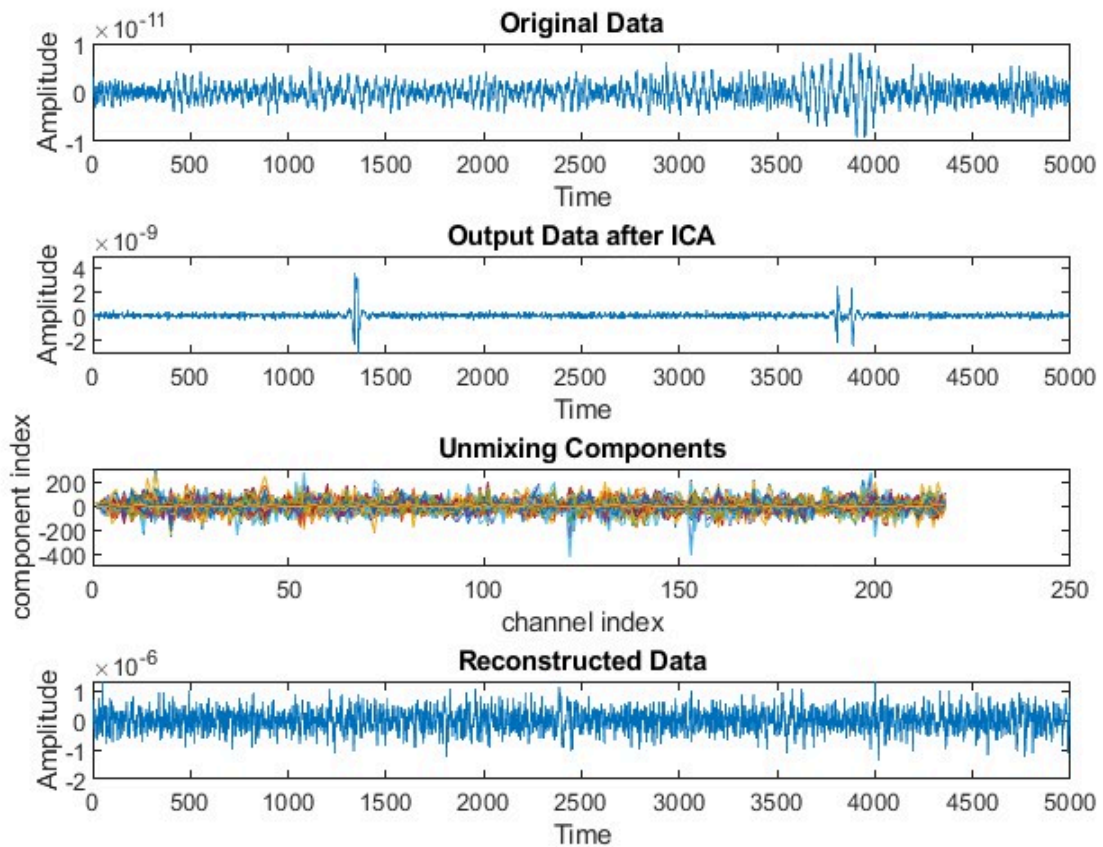 Original Data
×10⁻¹¹
1
0
-1
Amplitude
0 500 1000 1500 2000 2500 3000 3500 4000 4500 5000
Time
Output Data after ICA
×10⁻⁹
4
2
0
-2
Amplitude
0 500 1000 1500 2000 2500 3000 3500 4000 4500 5000
Time
Unmixing Components
200
0
-200
-400
component index
0 50 100 150 200 250
channel index
Reconstructed Data
×10⁻⁶
1
0
-1
-2
Amplitude
0 500 1000 1500 2000 2500 3000 3500 4000 4500 5000
Time